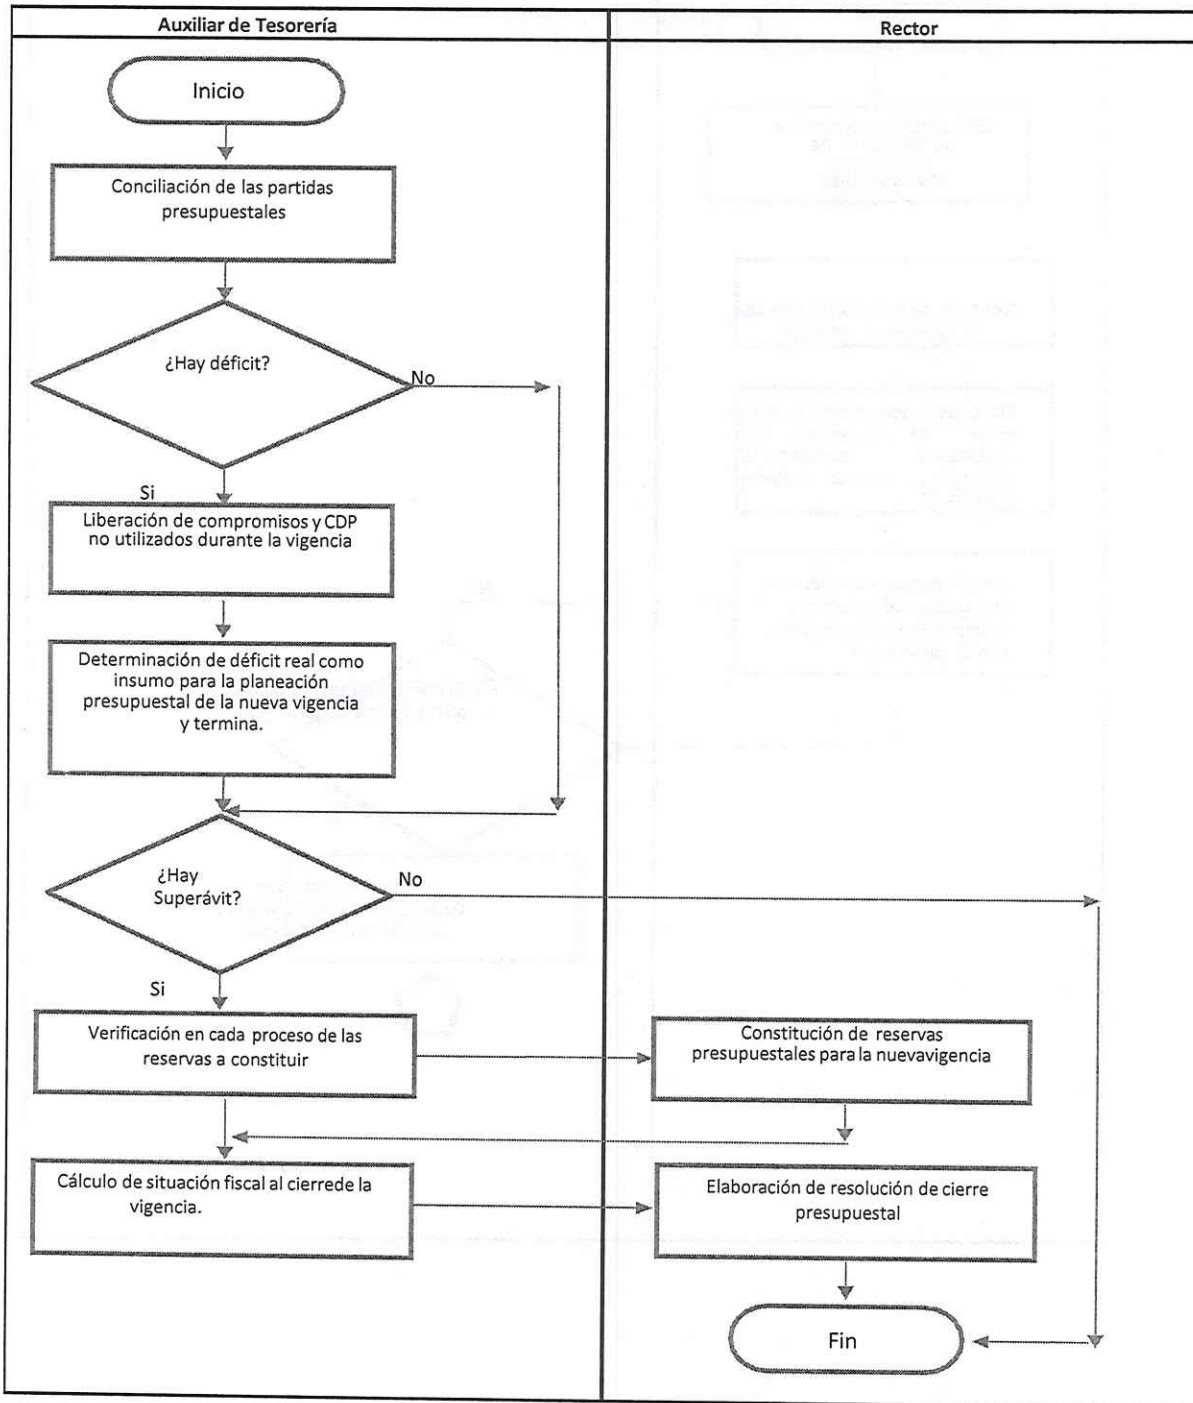 Auxiliar de Tesorería
Rector
Inicio
Conciliación de las partidas
presupuestales
¿Hay déficit?
No
Si
Liberación de compromisos y CDP
no utilizados durante la vigencia
Determinación de déficit real como
insumo para la planeación
presupuestal de la nueva vigencia
y termina.
¿Hay
Superávit?
No
Si
Verificación en cada proceso de las
reservas a constituir
Constitución de reservas
presupuestales para la nuevavigencia
Cálculo de situación fiscal al cierrede la
vigencia.
Elaboración de resolución de cierre
presupuestal
Fin